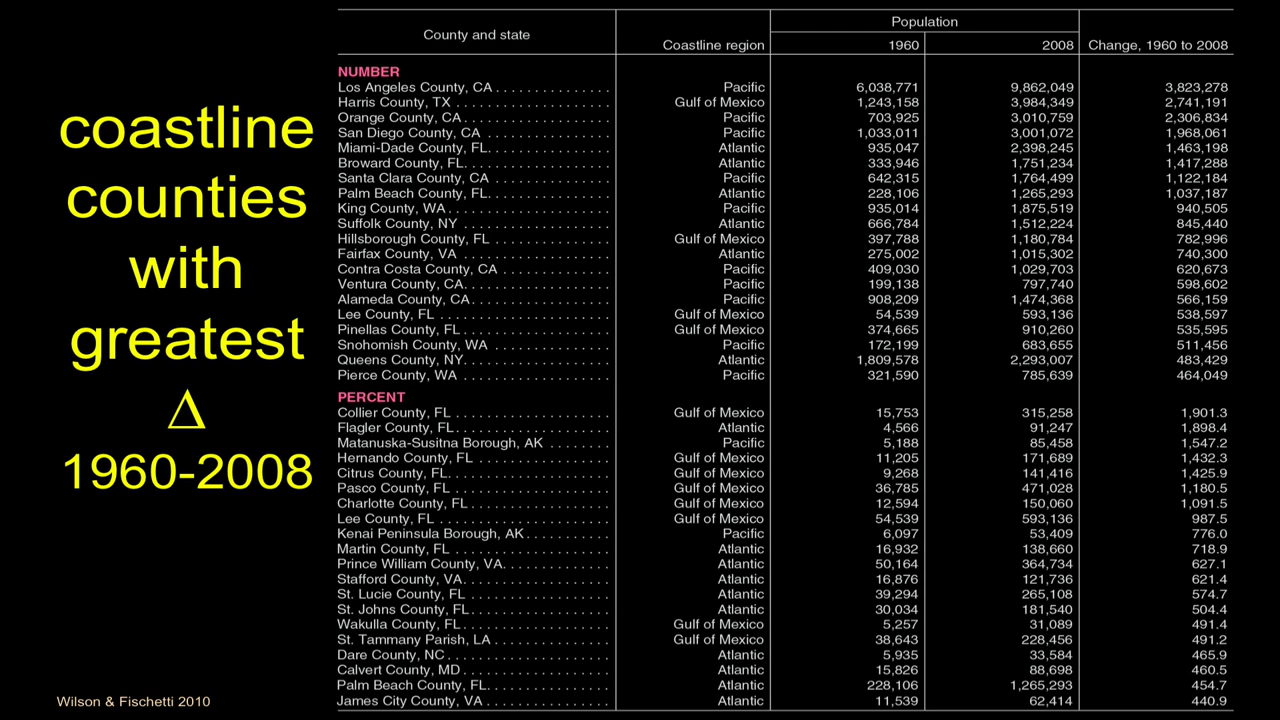 coastline
counties
with
greatest
Δ
1960-2008
Wilson & Fischetti 2010
County and state Coastline region Population 1960 2008 Change, 1960 to 2008
NUMBER
Los Angeles County, CA Pacific 6,038,771 9,862,049 3,823,278
Harris County, TX Gulf of Mexico 1,243,158 3,984,349 2,741,191
Orange County, CA Pacific 703,925 3,010,759 2,306,834
San Diego County, CA Pacific 1,033,011 3,001,072 1,968,061
Miami-Dade County, FL Atlantic 935,047 2,398,245 1,463,198
Broward County, FL Atlantic 333,946 1,751,234 1,417,288
Santa Clara County, CA Pacific 642,315 1,764,499 1,122,184
Palm Beach County, FL Atlantic 228,106 1,265,293 1,037,187
King County, WA Pacific 935,014 1,875,519 940,505
Suffolk County, NY Atlantic 666,784 1,512,224 845,440
Hillsborough County, FL Gulf of Mexico 397,788 1,180,784 782,996
Fairfax County, VA Atlantic 275,002 1,015,302 740,300
Contra Costa County, CA Pacific 409,030 1,029,703 620,673
Ventura County, CA Pacific 199,138 797,740 598,602
Alameda County, CA Pacific 908,209 1,474,368 566,159
Lee County, FL Gulf of Mexico 54,539 593,136 538,597
Pinellas County, FL Gulf of Mexico 374,665 910,260 535,595
Snohomish County, WA Pacific 172,199 683,655 511,456
Queens County, NY Atlantic 1,809,578 2,293,007 483,429
Pierce County, WA Pacific 321,590 785,639 464,049
PERCENT
Collier County, FL Gulf of Mexico 15,753 315,258 1,901.3
Flagler County, FL Atlantic 4,566 91,247 1,898.4
Matanuska-Susitna Borough, AK Pacific 5,188 85,458 1,547.2
Hernando County, FL Gulf of Mexico 11,205 171,689 1,432.3
Citrus County, FL Gulf of Mexico 9,268 141,416 1,425.9
Pasco County, FL Gulf of Mexico 36,785 471,028 1,180.5
Charlotte County, FL Gulf of Mexico 12,594 150,060 1,091.5
Lee County, FL Gulf of Mexico 54,539 593,136 987.5
Kenai Peninsula Borough, AK Pacific 6,097 53,409 776.0
Martin County, FL Atlantic 16,932 138,660 718.9
Prince William County, VA Atlantic 50,164 364,734 627.1
Stafford County, VA Atlantic 16,876 121,736 621.4
St. Lucie County, FL Atlantic 39,294 265,108 574.7
St. Johns County, FL Atlantic 30,034 181,540 504.4
Wakulla County, FL Gulf of Mexico 5,257 31,089 491.4
St. Tammany Parish, LA Gulf of Mexico 38,643 228,456 491.2
Dare County, NC Atlantic 5,935 33,584 465.9
Calvert County, MD Atlantic 15,826 88,698 460.5
Palm Beach County, FL Atlantic 228,106 1,265,293 454.7
James City County, VA Atlantic 11,539 62,414 440.9